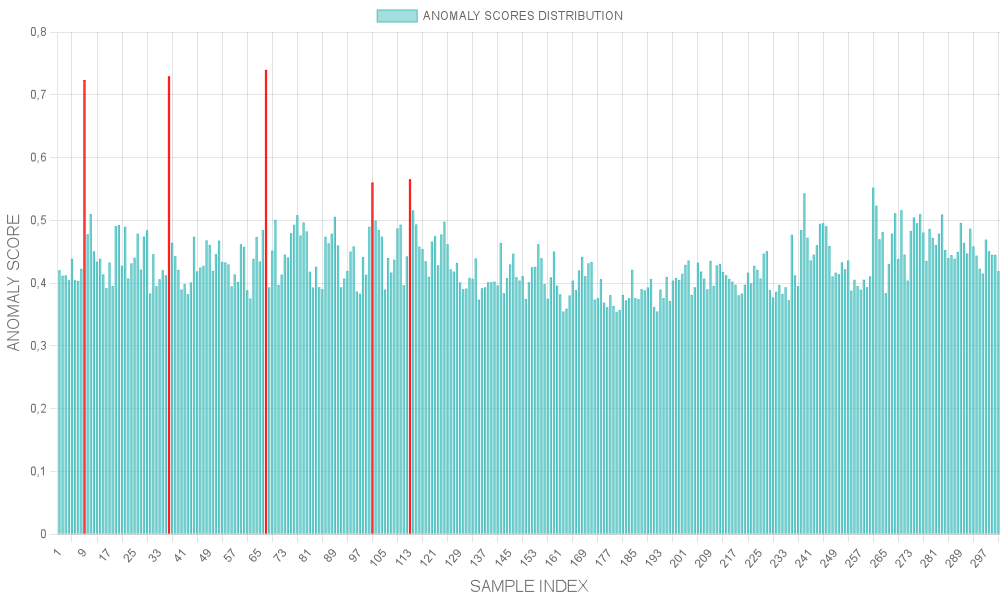 ANOMALY SCORES DISTRIBUTION
0,8
0,7
0,6
0,5
0,4
0,3
0,2
0,1
0
ANOMALY SCORE
1 9 17 25 33 41 49 57 65 73 81 89 97 105 113 121 129 137 145 153 161 169 177 185 193 201 209 217 225 233 241 249 257 265 273 281 289 297
SAMPLE INDEX